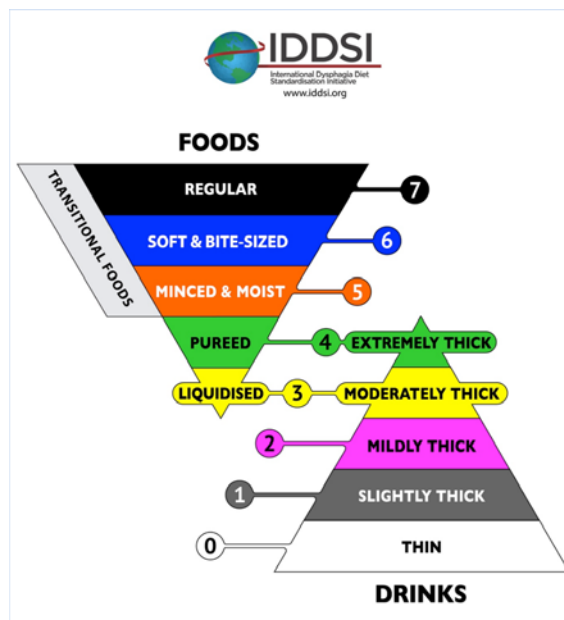 IDDSI
International Dysphagia Diet
Standardisation Initiative
www.iddsi.org
FOODS
TRANSITIONAL FOODS
REGULAR 7
SOFT & BITE-SIZED 6
MINCED & MOIST 5
PUREED 4 EXTREMELY THICK
LIQUIDISED 3 MODERATELY THICK
2 MILDLY THICK
1 SLIGHTLY THICK
0 THIN
DRINKS